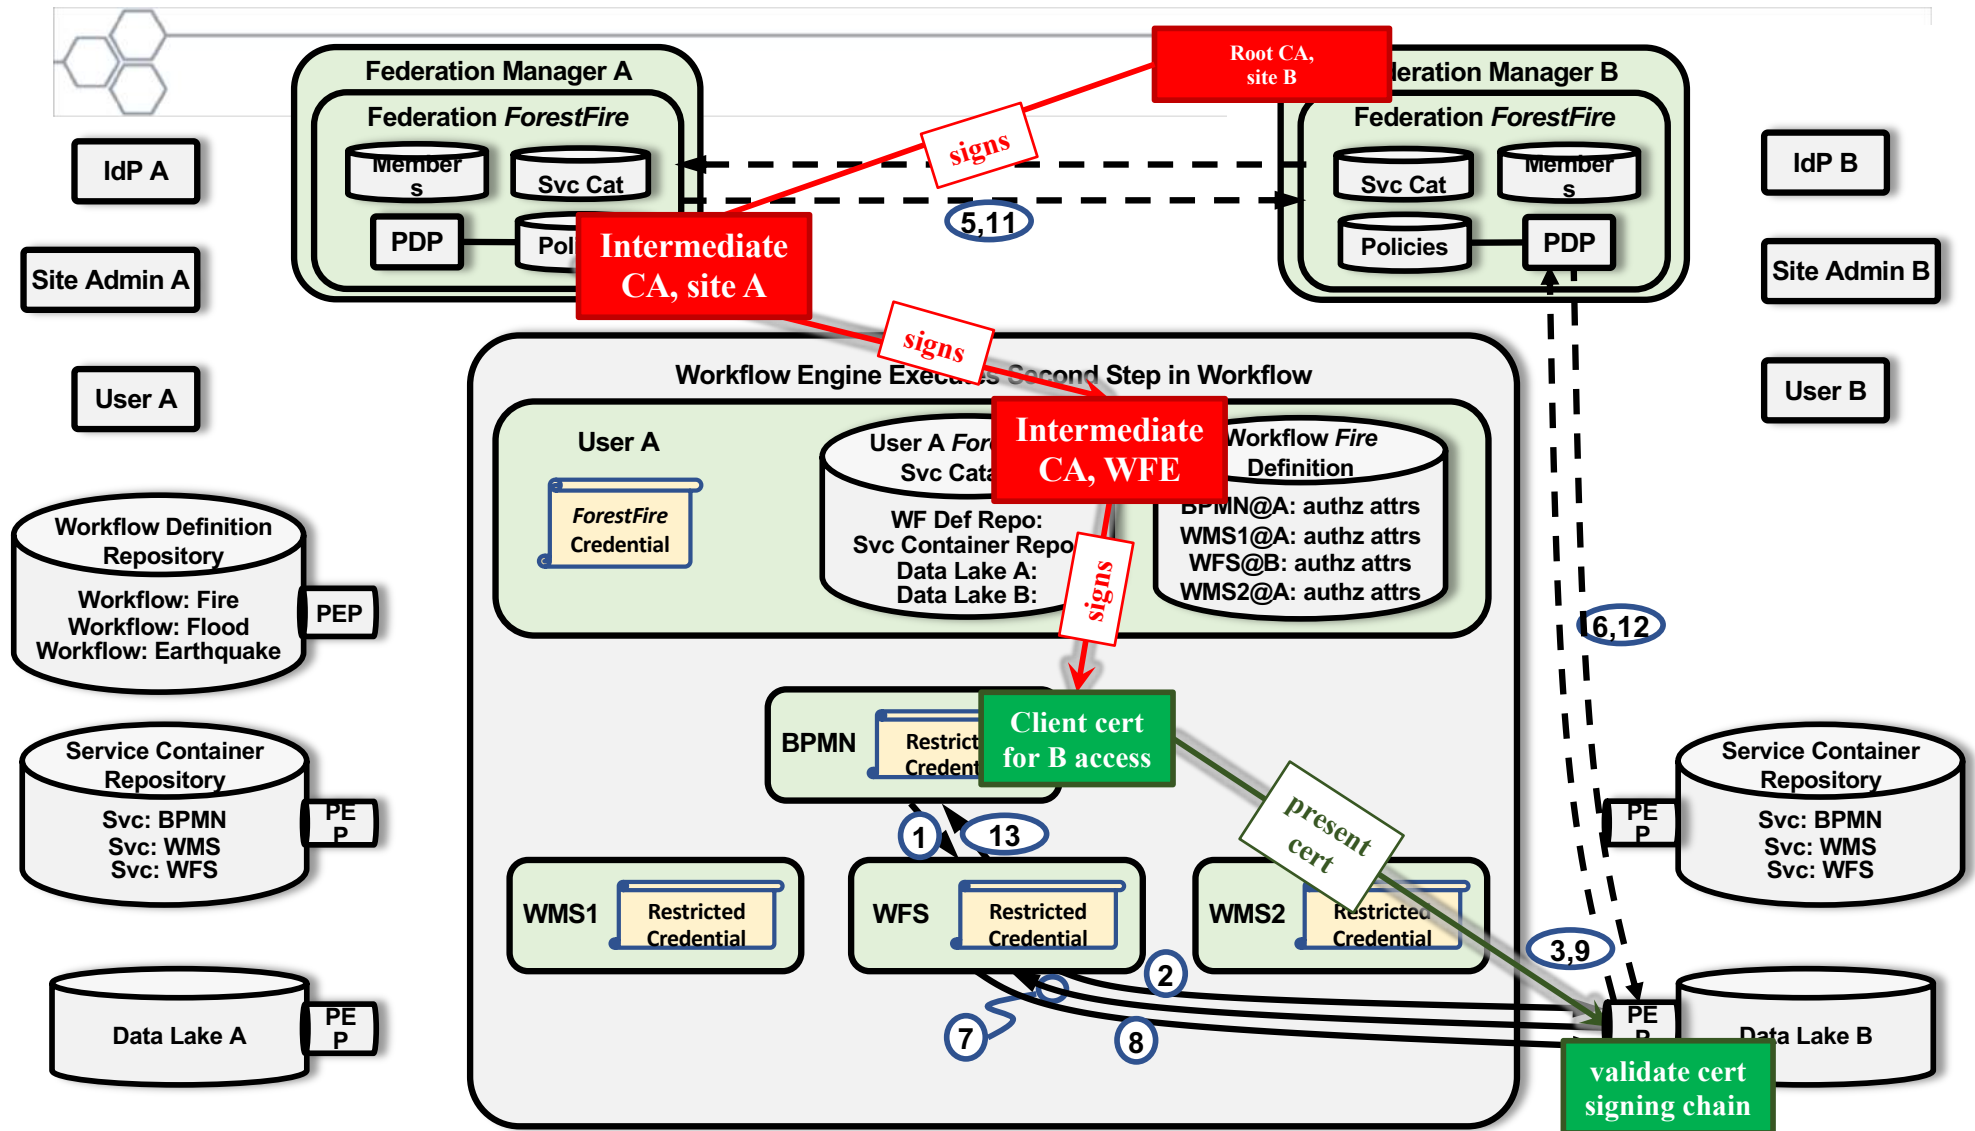 Federation Manager A
Federation ForestFire
Member
s
Svc Cat
PDP
Root CA,
site B
deration Manager B
Federation ForestFire
Svc Cat
Member
s
Policies
PDP
signs
5,11
Intermediate
CA, site A
IdP A
Site Admin A
User A
IdP B
Site Admin B
User B
signs
Workflow Engine Executes Second Step in Workflow
User A
ForestFire
Credential
User A Fore
Svc Cata
WF Def Repo:
Svc Container Repo
Data Lake A:
Data Lake B:
Intermediate
CA, WFE
Workflow Fire
Definition
BPMN@A: authz attrs
WMS1@A: authz attrs
WFS@B: authz attrs
WMS2@A: authz attrs
signs
Workflow Definition
Repository
Workflow: Fire
Workflow: Flood
Workflow: Earthquake
PEP
6,12
BPMN
Restrict
Credent
Client cert
for B access
present
cert
Service Container
Repository
Svc: BPMN
Svc: WMS
Svc: WFS
PE
P
1
13
PE
P
Service Container
Repository
Svc: BPMN
Svc: WMS
Svc: WFS
WMS1
Restricted
Credential
WFS
Restricted
Credential
WMS2
Restricted
Credential
2
3,9
7
8
Data Lake A
PE
P
PE
P
Data Lake B
validate cert
signing chain